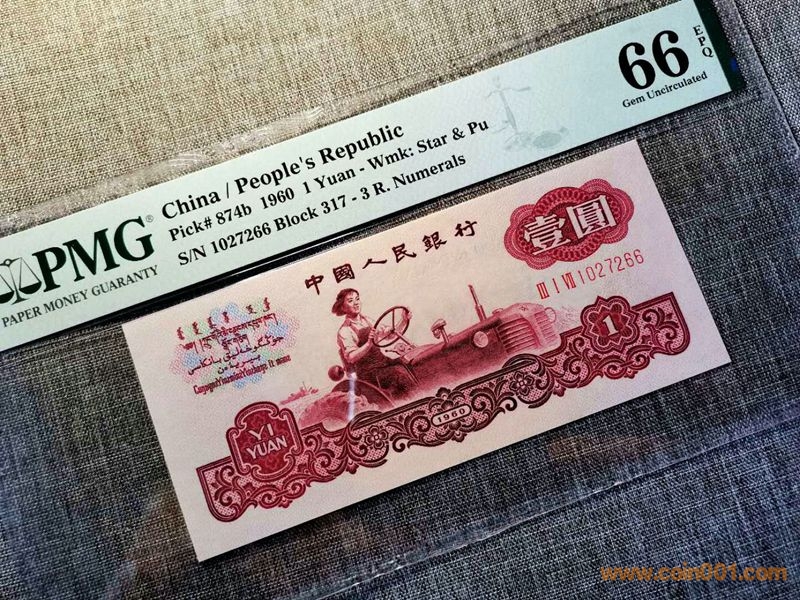 66
EPQ
Gem Uncirculated
China / People's Republic
Pick# 874b 1960 1 Yuan - Wmk: Star & Pu
S/N 1027266 Block 317 - 3 R. Numerals
PMG®
PAPER MONEY GUARANTY
中國人民銀行
壹圓
III I VII 1027266
1
1960
YI
YUAN
www.coin001.com